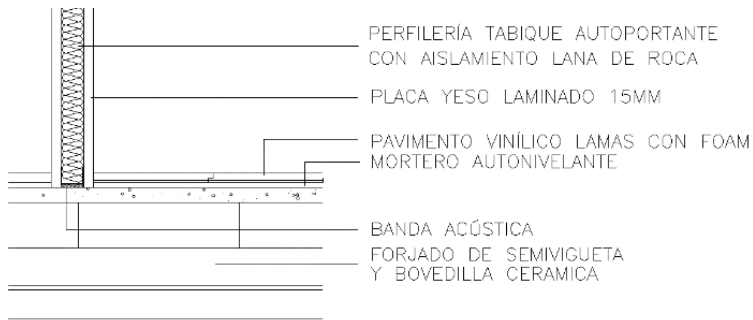 PERFILERÍA TABIQUE AUTOPORTANTE
CON AISLAMIENTO LANA DE ROCA
PLACA YESO LAMINADO 15MM
PAVIMENTO VINÍLICO LAMAS CON FOAM
MORTERO AUTONIVELANTE
BANDA ACÚSTICA
FORJADO DE SEMIVIGUETA
Y BOVEDILLA CERAMICA